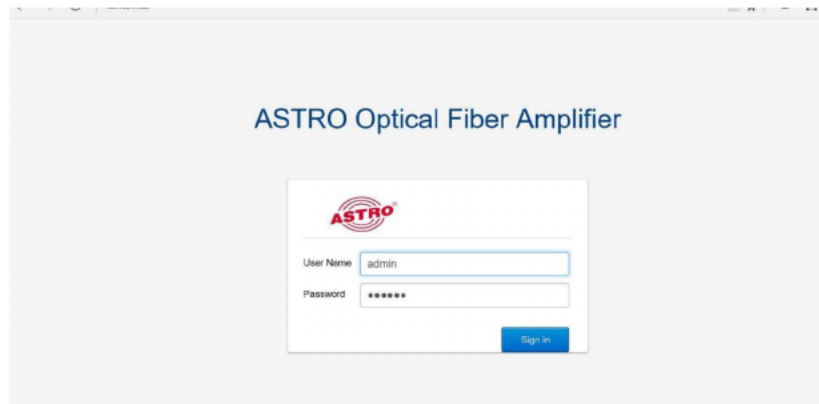 ASTRO Optical Fiber Amplifier
ASTRO®
User Name admin
Password ••••••
Sign in